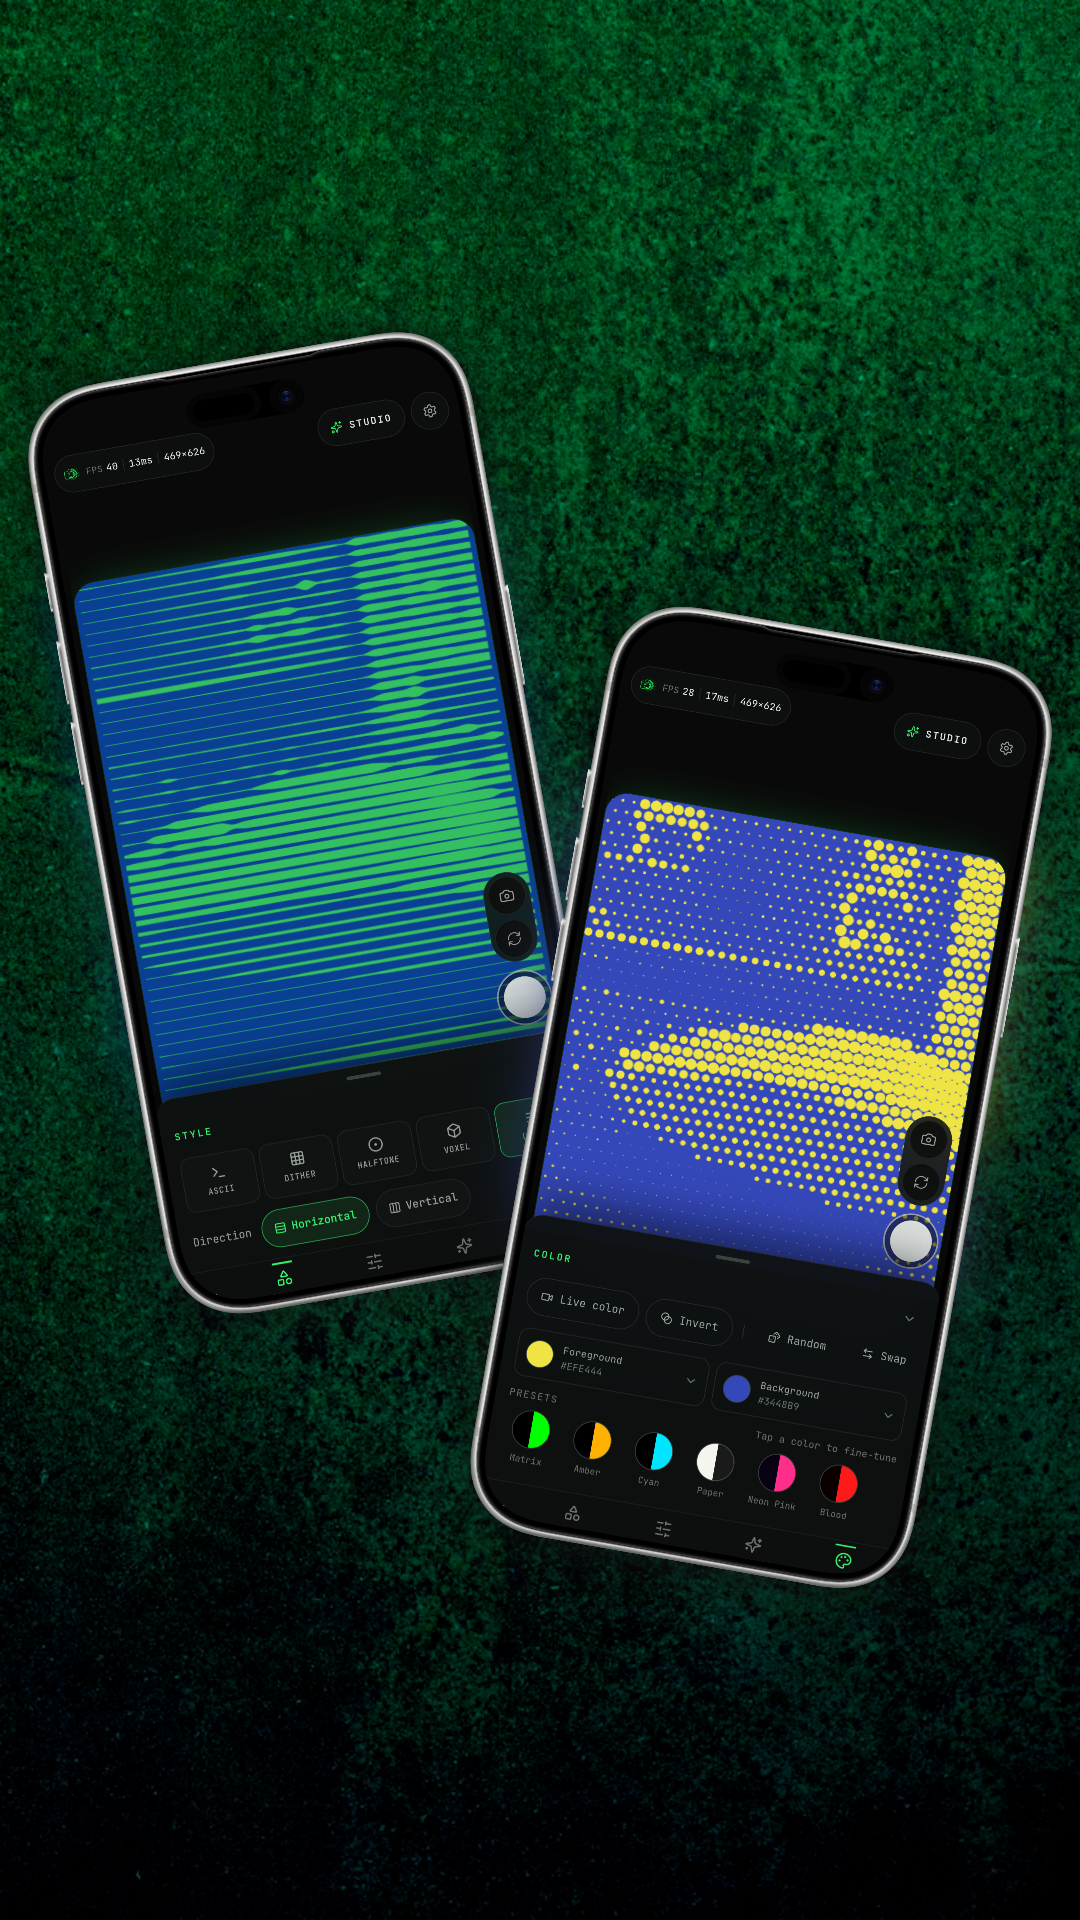 FPS 40 | 13ms | 469×626
STUDIO
STYLE
ASCII
DITHER
HALFTONE
VOXEL
Direction
Horizontal
Vertical
FPS 28 | 17ms | 469×626
STUDIO
COLOR
Live color
Invert
Random
Swap
Foreground
#EFE444
Background
#3448B9
PRESETS
Tap a color to fine-tune
Matrix
Amber
Cyan
Paper
Neon Pink
Blood